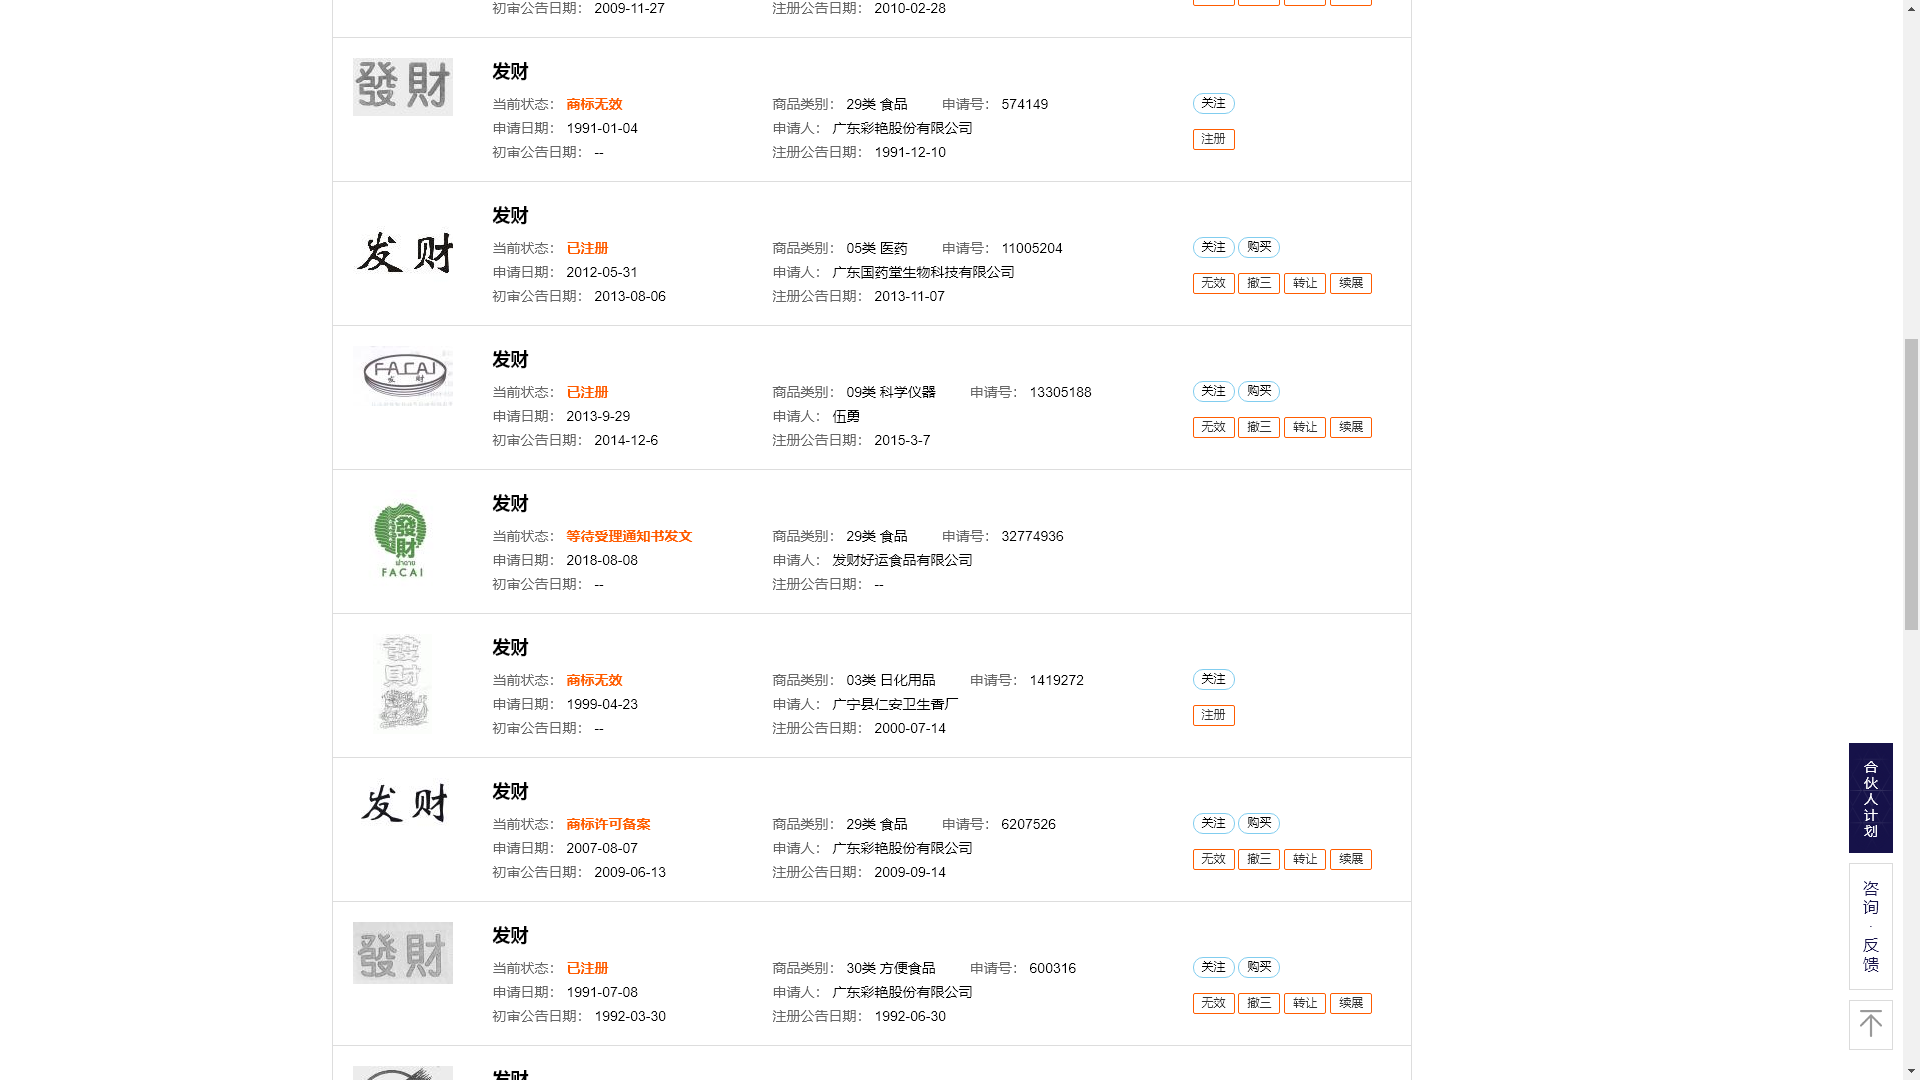 初审公告日期： 2009-11-27 注册公告日期： 2010-02-28
發財
发财
当前状态： 商标无效 商品类别： 29类 食品 申请号： 574149 关注
申请日期： 1991-01-04 申请人： 广东彩艳股份有限公司 注册
初审公告日期： -- 注册公告日期： 1991-12-10
发财
发财
当前状态： 已注册 商品类别： 05类 医药 申请号： 11005204 关注 购买
申请日期： 2012-05-31 申请人： 广东国药堂生物科技有限公司 无效 撤三 转让 续展
初审公告日期： 2013-08-06 注册公告日期： 2013-11-07
FACAI
发财
发财
当前状态： 已注册 商品类别： 09类 科学仪器 申请号： 13305188 关注 购买
申请日期： 2013-9-29 申请人： 伍勇 无效 撤三 转让 续展
初审公告日期： 2014-12-6 注册公告日期： 2015-3-7
發財
FACAI
发财
当前状态： 等待受理通知书发文 商品类别： 29类 食品 申请号： 32774936
申请日期： 2018-08-08 申请人： 发财好运食品有限公司
初审公告日期： -- 注册公告日期： --
發財
发财
当前状态： 商标无效 商品类别： 03类 日化用品 申请号： 1419272 关注
申请日期： 1999-04-23 申请人： 广宁县仁安卫生香厂 注册
初审公告日期： -- 注册公告日期： 2000-07-14
发财
发财
当前状态： 商标许可备案 商品类别： 29类 食品 申请号： 6207526 关注 购买
申请日期： 2007-08-07 申请人： 广东彩艳股份有限公司 无效 撤三 转让 续展
初审公告日期： 2009-06-13 注册公告日期： 2009-09-14
發財
发财
当前状态： 已注册 商品类别： 30类 方便食品 申请号： 600316 关注 购买
申请日期： 1991-07-08 申请人： 广东彩艳股份有限公司 无效 撤三 转让 续展
初审公告日期： 1992-03-30 注册公告日期： 1992-06-30
发财
合伙人计划
咨询·反馈